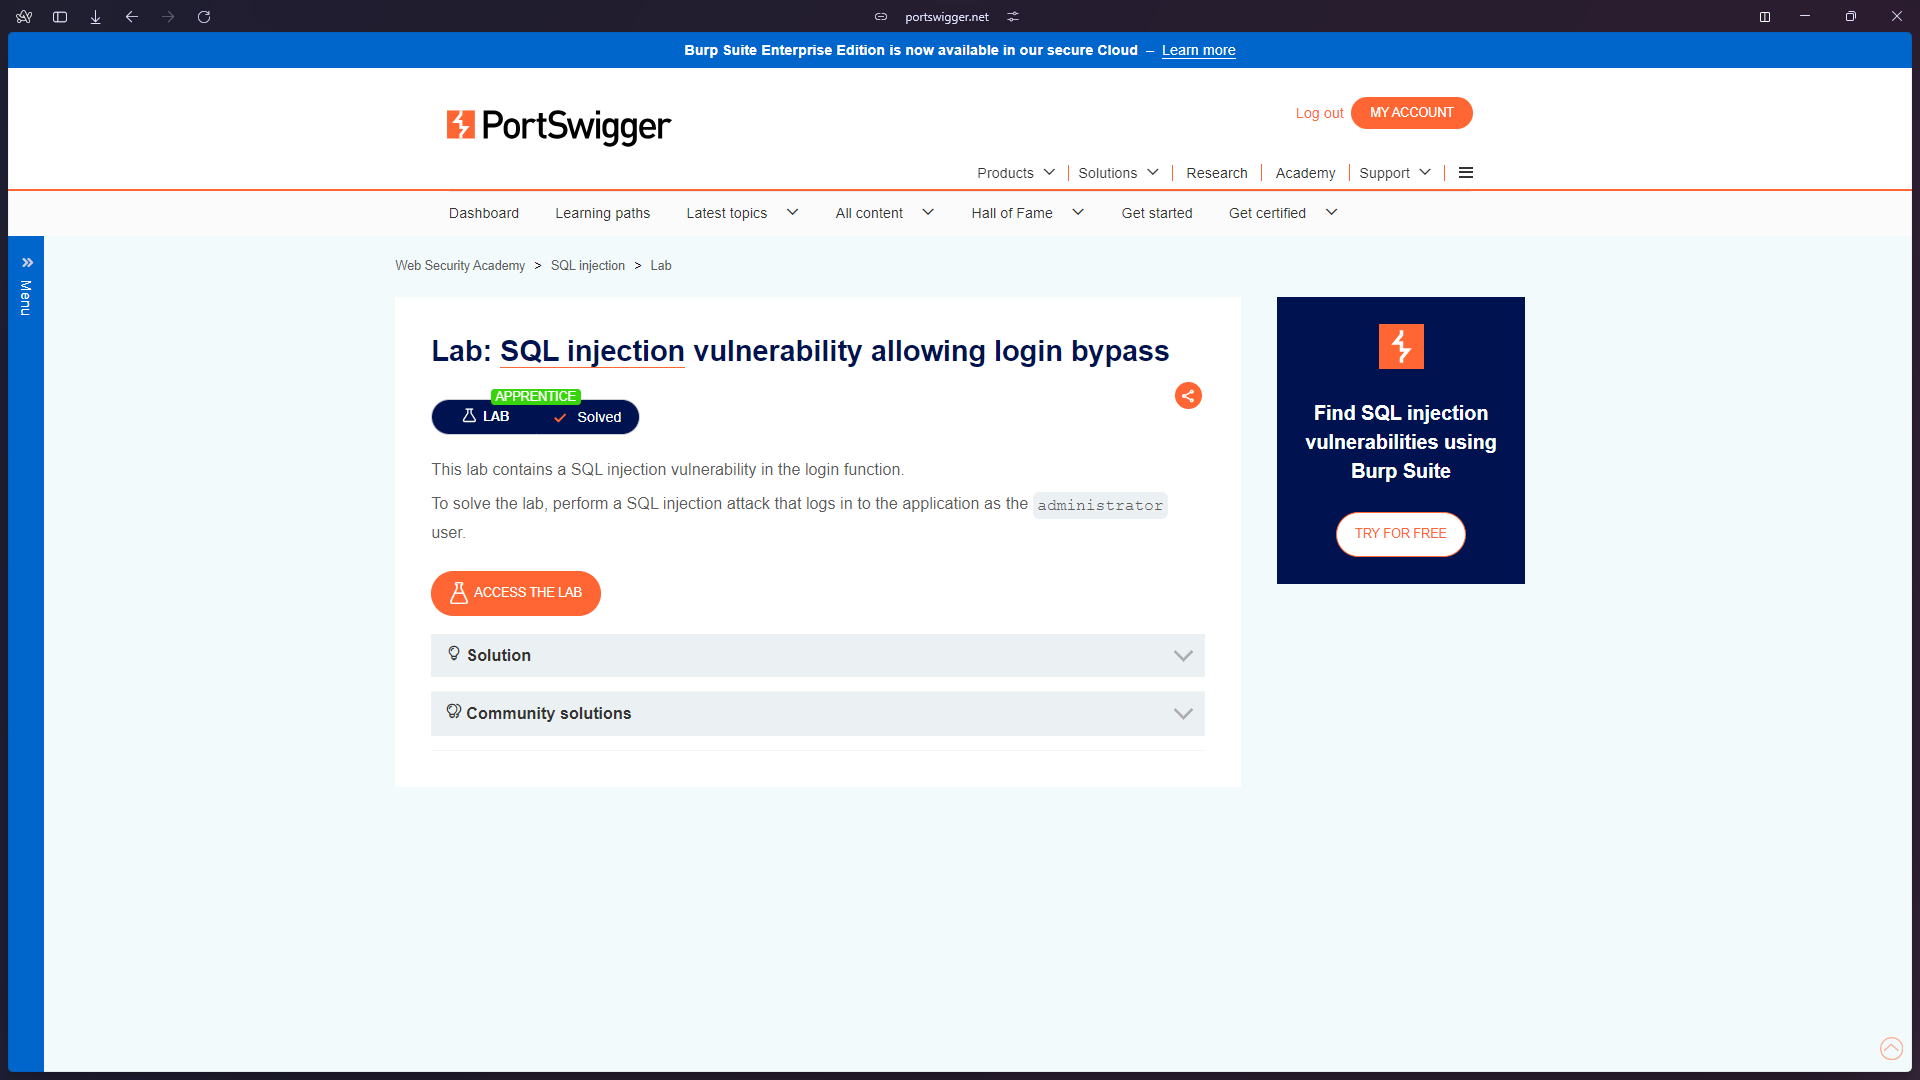 portswigger.net
Burp Suite Enterprise Edition is now available in our secure Cloud – Learn more
PortSwigger
Log out MY ACCOUNT
Products Solutions Research Academy Support
Dashboard Learning paths Latest topics All content Hall of Fame Get started Get certified
Menu
Web Security Academy > SQL injection > Lab
Lab: SQL injection vulnerability allowing login bypass
APPRENTICE
LAB Solved
This lab contains a SQL injection vulnerability in the login function.
To solve the lab, perform a SQL injection attack that logs in to the application as the administrator
user.
ACCESS THE LAB
Solution
Community solutions
Find SQL injection
vulnerabilities using
Burp Suite
TRY FOR FREE